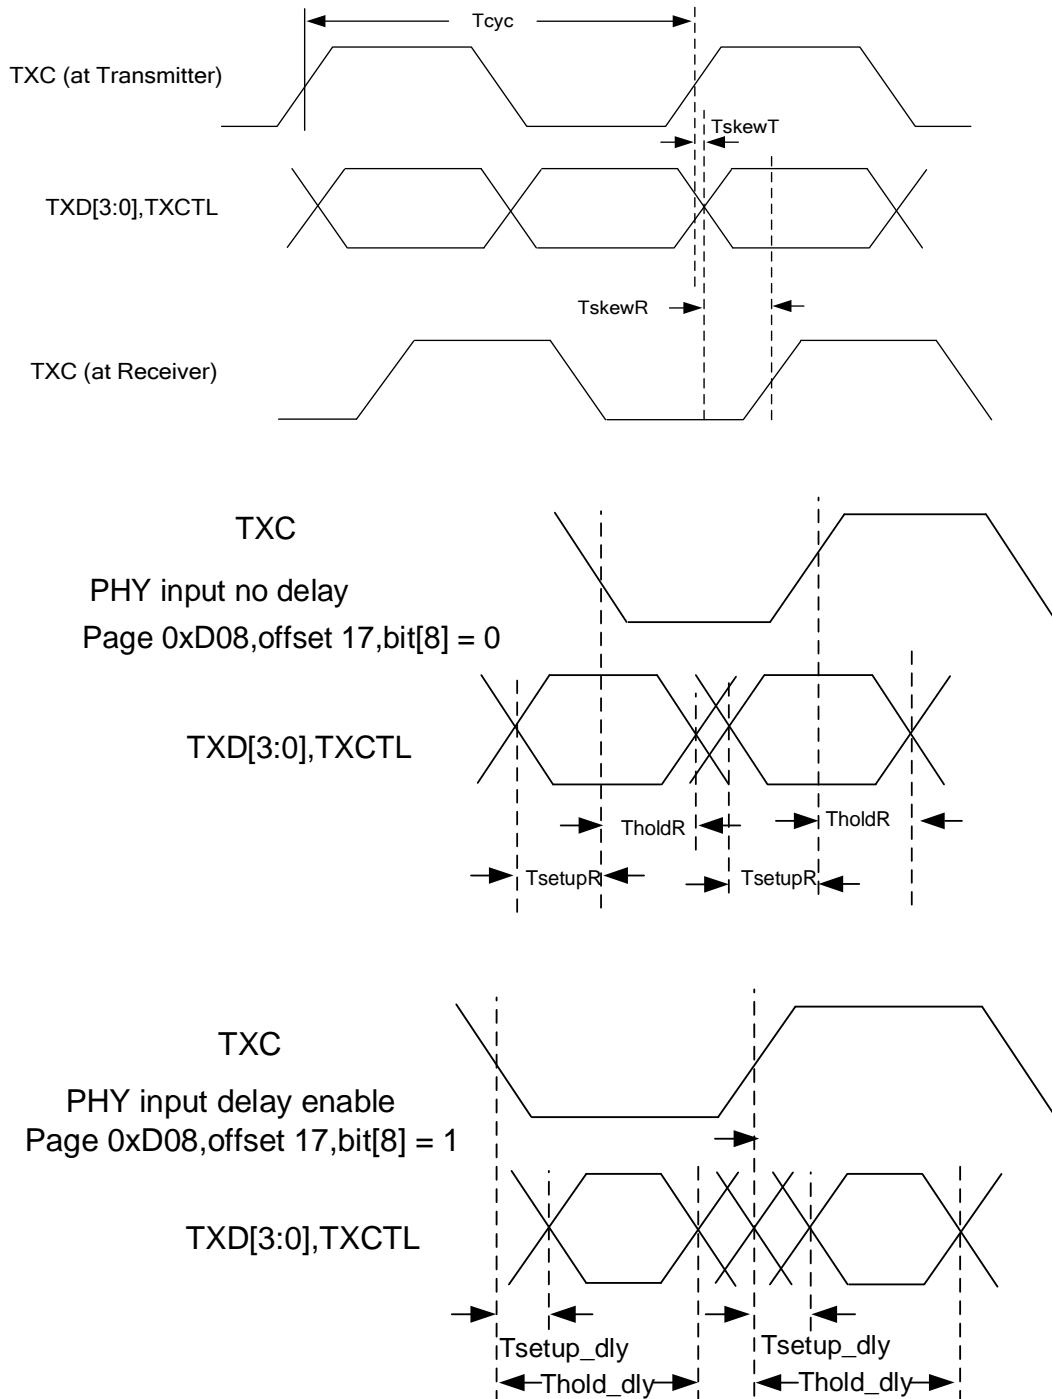 Tcyc
TXC (at Transmitter)
TskewT
TXD[3:0],TXCTL
TskewR
TXC (at Receiver)
TXC
PHY input no delay
Page 0xD08,offset 17,bit[8] = 0
TXD[3:0],TXCTL
TholdR
TholdR
TsetupR
TsetupR
TXC
PHY input delay enable
Page 0xD08,offset 17,bit[8] = 1
TXD[3:0],TXCTL
Tsetup_dly
Tsetup_dly
Thold_dly
Thold_dly